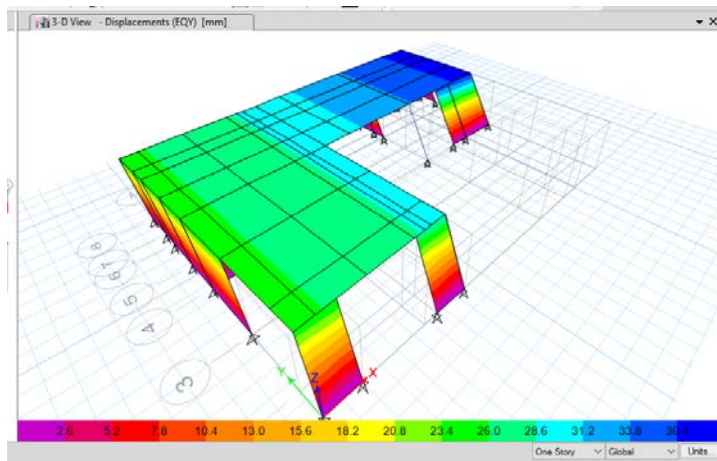 3-D View - Displacements (EQY) [mm]
8
7
6
5
4
3
Y
Z
X
2.6 5.2 7.8 10.4 13.0 15.6 18.2 20.8 23.4 26.0 28.6 31.2 33.8 36.4
One Story Global Units...